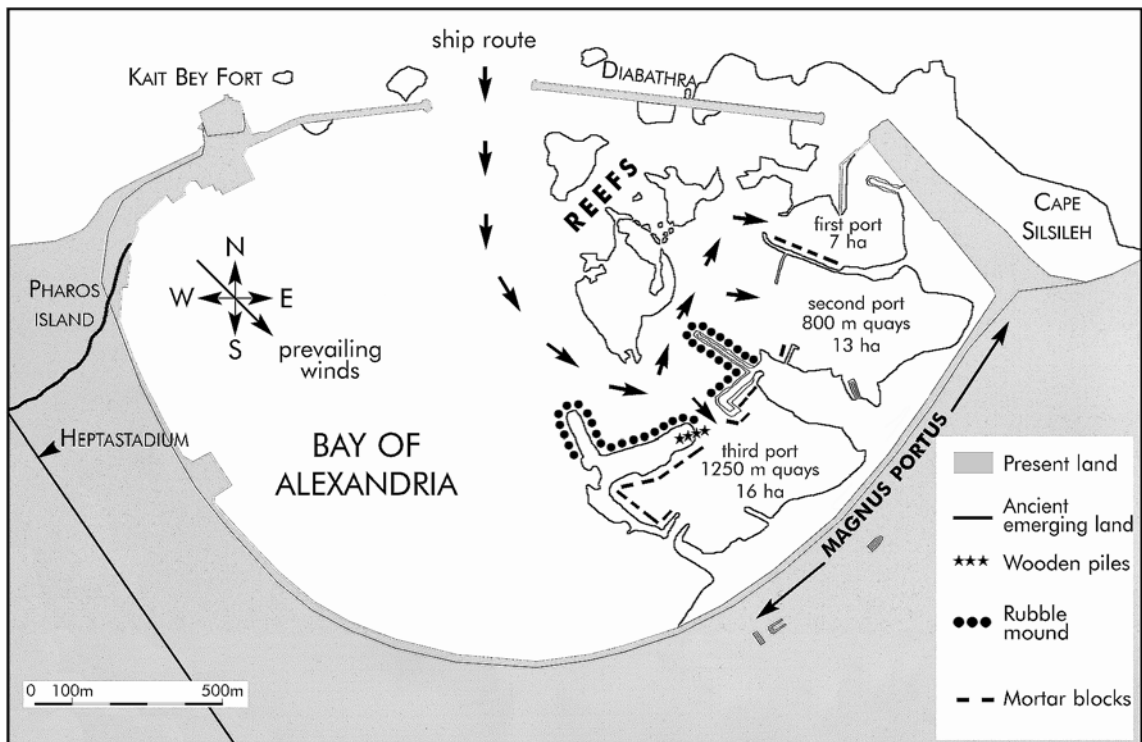 ship route
KAIT BEY FORT
DIABATHRA
REEFS
CAPE
SILSILEH
first port
7 ha
N
W E
S
PHAROS
ISLAND
prevailing
winds
second port
800 m quays
13 ha
HEPTASTADIUM
BAY OF
ALEXANDRIA
third port
1250 m quays
16 ha
MAGNUS PORTUS
Present land
Ancient
emerging land
Wooden piles
Rubble
mound
Mortar blocks
0 100m 500m